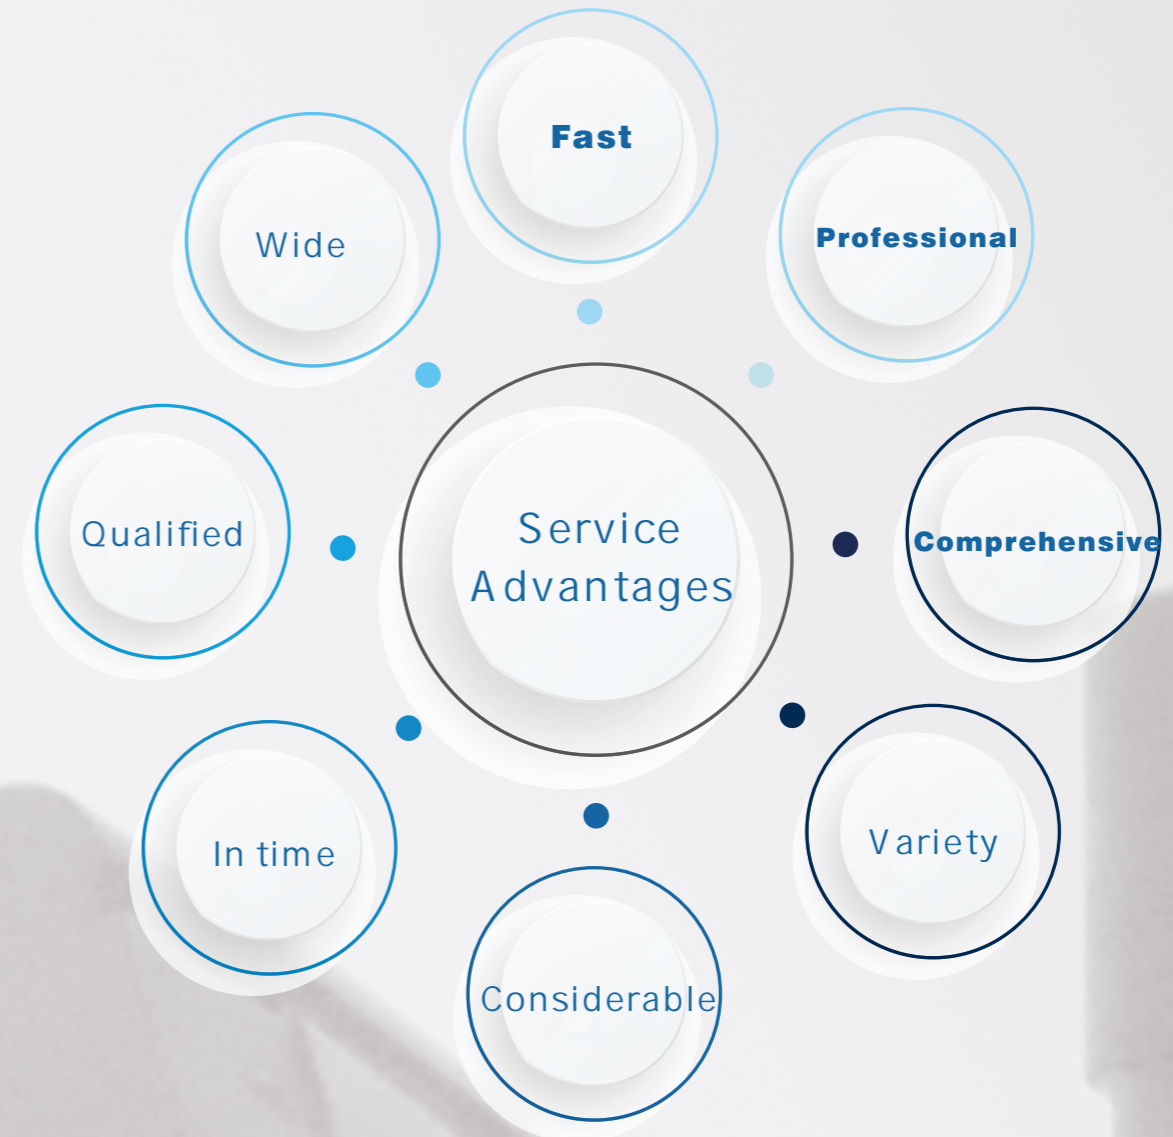 Fast
Wide
Professional
Service
Advantages
Qualified
Comprehensive
In time
Variety
Considerable